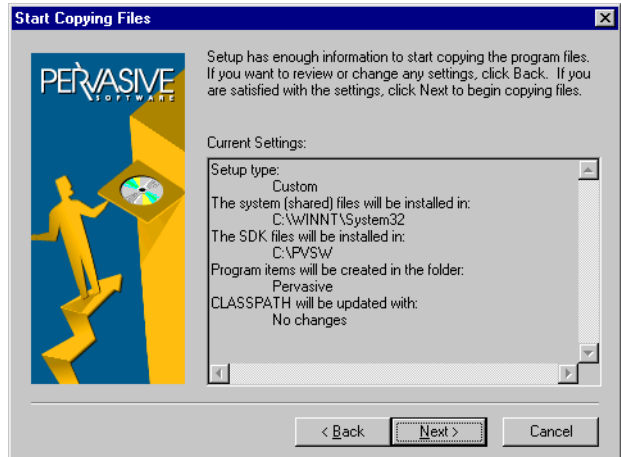 Start Copying Files
PERVASIVE
SOFTWARE
Setup has enough information to start copying the program files.
If you want to review or change any settings, click Back. If you
are satisfied with the settings, click Next to begin copying files.
Current Settings:
Setup type:
Custom
The system (shared) files will be installed in:
C:\WINNT\System32
The SDK files will be installed in:
C:\PVSW
Program items will be created in the folder:
Pervasive
CLASSPATH will be updated with:
No changes
< Back
Next >
Cancel